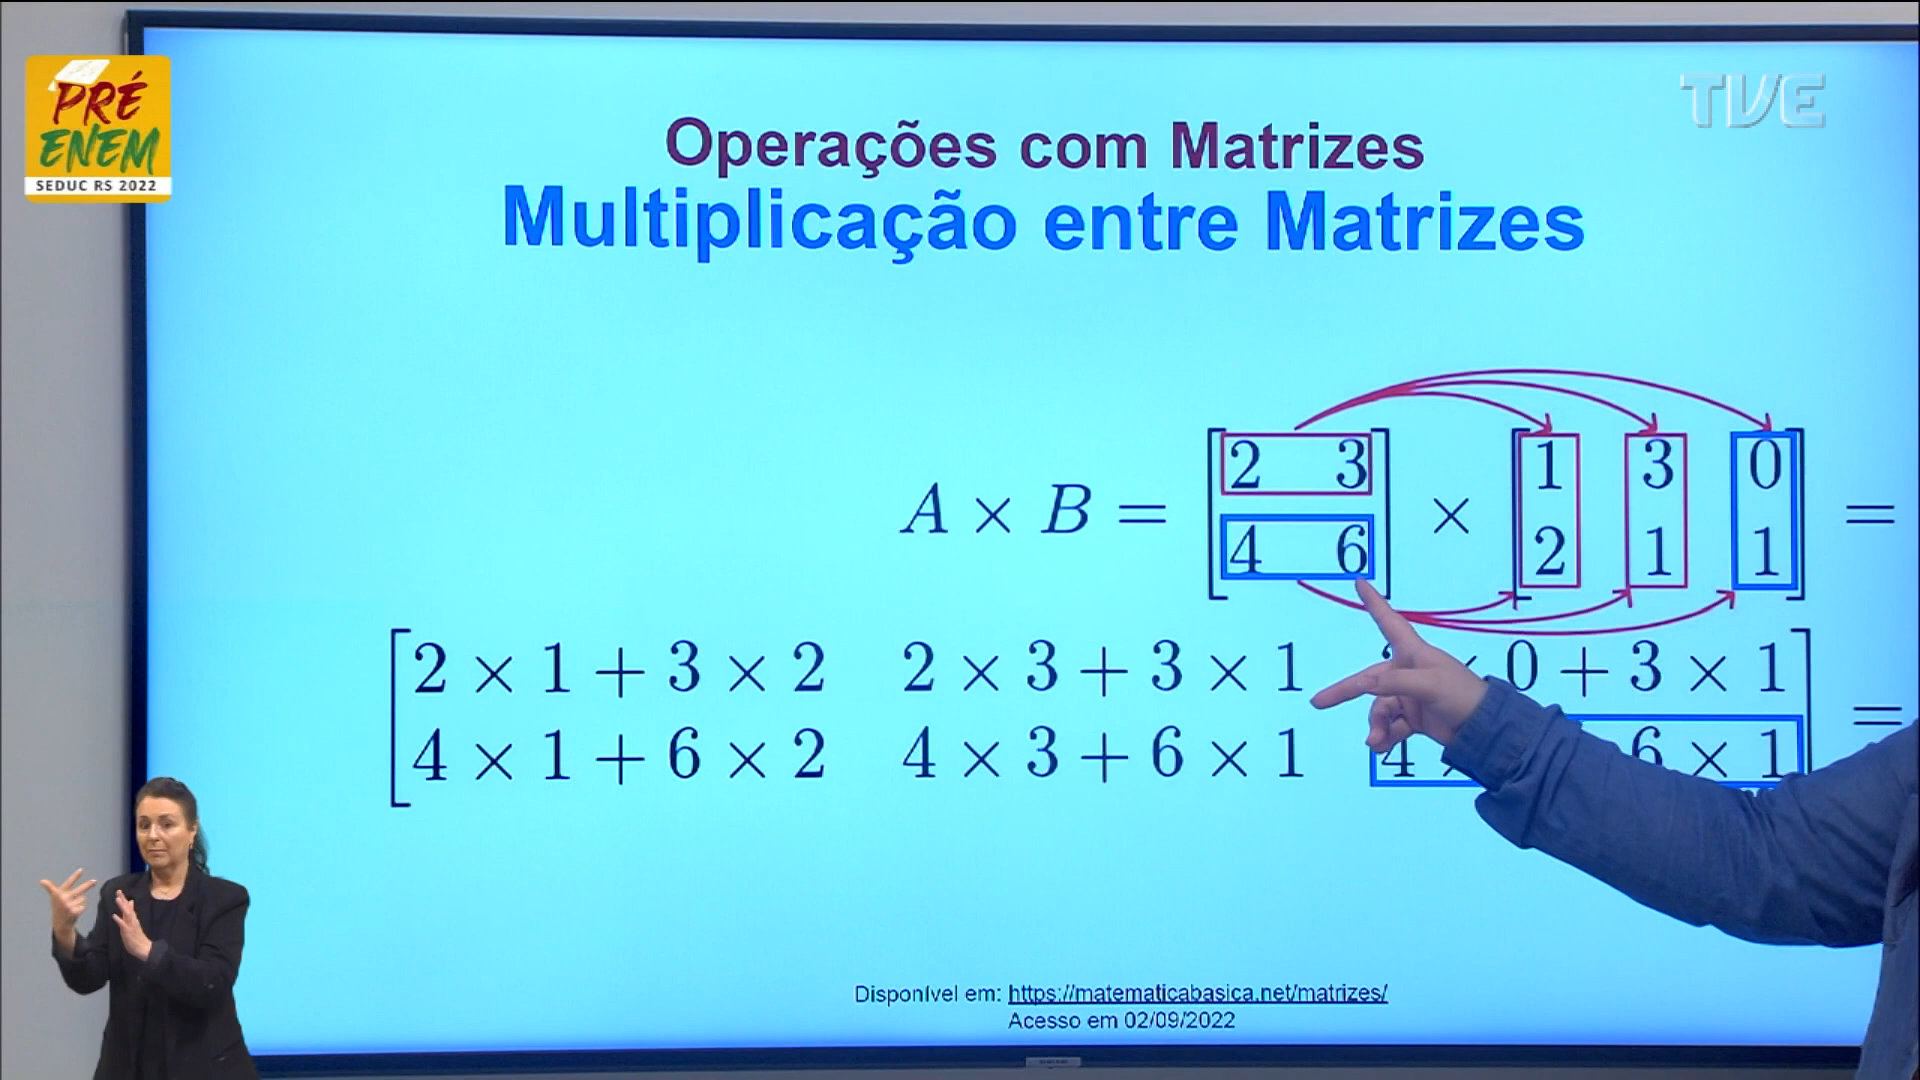 PRÉ
ENEM
SEDUC RS 2022
TVE
Operações com Matrizes
Multiplicação entre Matrizes
2 3 1 3 0
A × B = × =
4 6 2 1 1
2 × 1 + 3 × 2 2 × 3 + 3 × 1 × 0 + 3 × 1
=
4 × 1 + 6 × 2 4 × 3 + 6 × 1 4 × 6 × 1
Disponível em: https://matematicabasica.net/matrizes/
Acesso em 02/09/2022